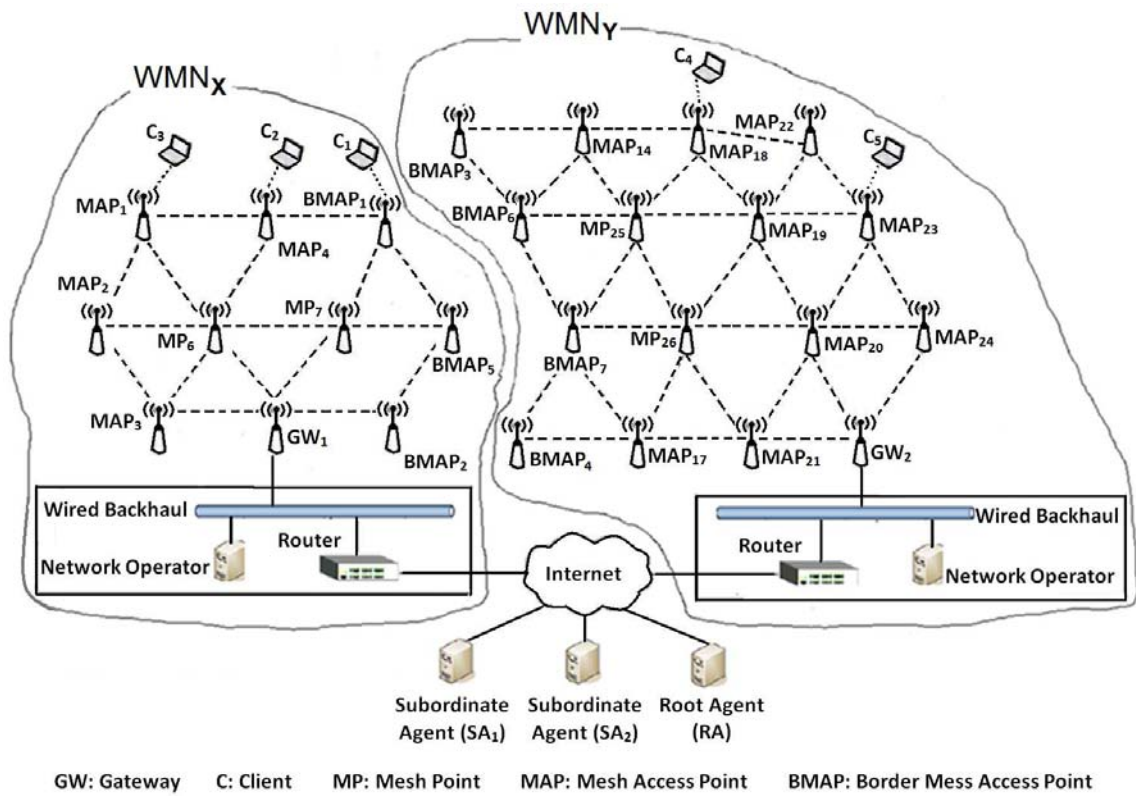 WMNY
WMNX
C4
C3
C2
C1
MAP22
C5
MAP14
MAP18
BMAP3
MAP1
BMAP1
BMAP6
MP25
MAP19
MAP23
MAP4
MAP2
MP7
MP6
BMAP5
BMAP7
MP26
MAP20
MAP24
MAP3
GW1
BMAP2
BMAP4
MAP17
MAP21
GW2
Wired Backhaul
Wired Backhaul
Router
Router
Network Operator
Internet
Network Operator
Subordinate
Agent (SA1)
Subordinate
Agent (SA2)
Root Agent
(RA)
GW: Gateway C: Client MP: Mesh Point MAP: Mesh Access Point BMAP: Border Mess Access Point